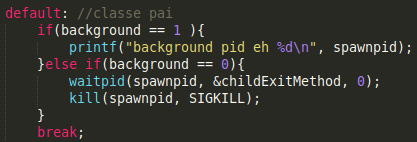 default: //classe pai
    if(background == 1 ){
        printf("background pid eh %d\n", spawnpid);
    }else if(background == 0){
        waitpid(spawnpid, &childExitMethod, 0);
        kill(spawnpid, SIGKILL);
    }
    break;